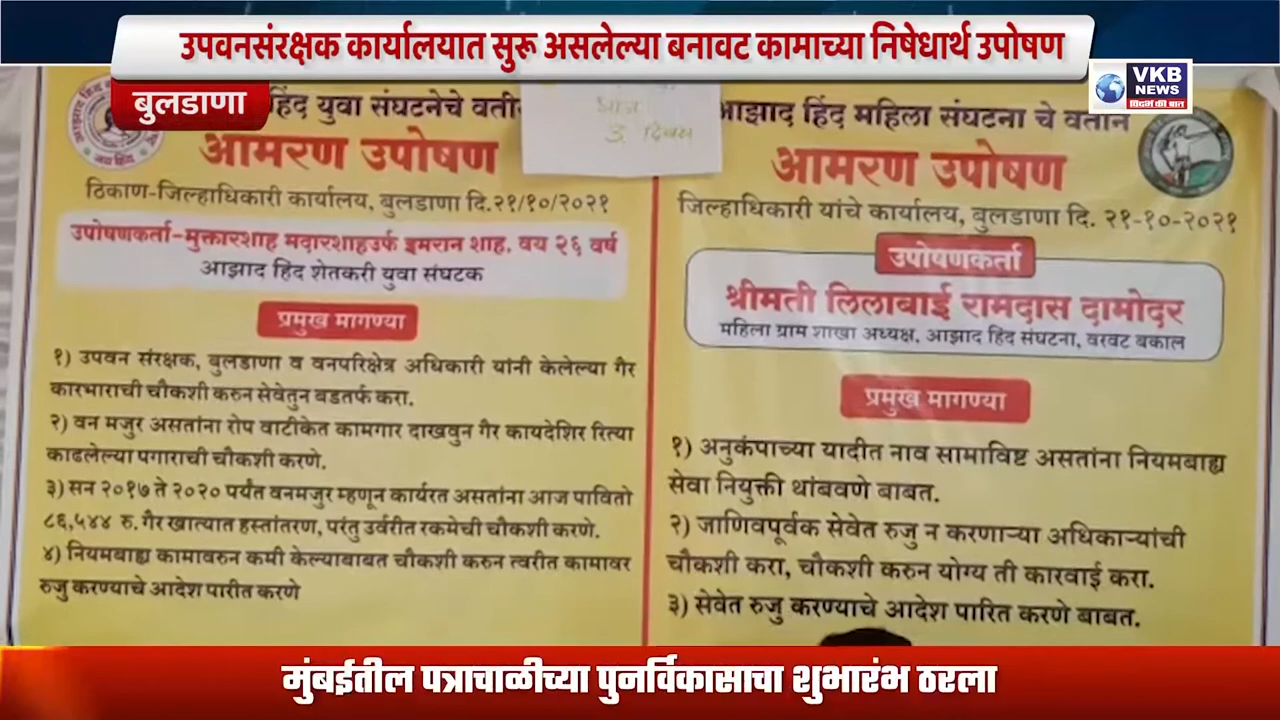 उपवनसंरक्षक कार्यालयात सुरू असलेल्या बनावट कामाच्या निषेधार्थ उपोषण
बुलडाणा
VKB
NEWS
विदर्भ की बात
हिंद युवा संघटनेचे वतीने
आमरण उपोषण
ठिकाण-जिल्हाधिकारी कार्यालय, बुलडाणा दि.२१/१०/२०२१
उपोषणकर्ता-मुक्तारशाह मदारशाहउर्फ इमरान शाह, वय २६ वर्ष
आझाद हिंद शेतकरी युवा संघटक
प्रमुख मागण्या
१) उपवन संरक्षक, बुलडाणा व वनपरिक्षेत्र अधिकारी यांनी केलेल्या गैर
कारभाराची चौकशी करुन सेवेतुन बडतर्फ करा.
२) वन मजुर असतांना रोप वाटीकेत कामगार दाखवुन गैर कायदेशिर रित्या
काढलेल्या पगाराची चौकशी करणे.
३) सन २०१७ ते २०२० पर्यंत वनमजुर म्हणून कार्यरत असतांना आज पावितो
८६,५४४ रु. गैर खात्यात हस्तांतरण, परंतु उर्वरीत रकमेची चौकशी करणे.
४) नियमबाह्य कामावरुन कमी केल्याबाबत चौकशी करुन त्वरीत कामावर
रुजु करण्याचे आदेश पारीत करणे
आज
3 दिवस
आझाद हिंद महिला संघटना चे वतीने
आमरण उपोषण
जिल्हाधिकारी यांचे कार्यालय, बुलडाणा दि. २१-१०-२०२१
उपोषणकर्ता
श्रीमती लिलाबाई रामदास दामोदर
महिला ग्राम शाखा अध्यक्ष, आझाद हिंद संघटना, वरवट बकाल
प्रमुख मागण्या
१) अनुकंपाच्या यादीत नाव सामाविष्ट असतांना नियमबाह्य
सेवा नियुक्ती थांबवणे बाबत.
२) जाणिवपूर्वक सेवेत रुजु न करणाऱ्या अधिकाऱ्यांची
चौकशी करा, चौकशी करुन योग्य ती कारवाई करा.
३) सेवेत रुजु करण्याचे आदेश पारित करणे बाबत.
मुंबईतील पत्राचाळीच्या पुनर्विकासाचा शुभारंभ ठरला